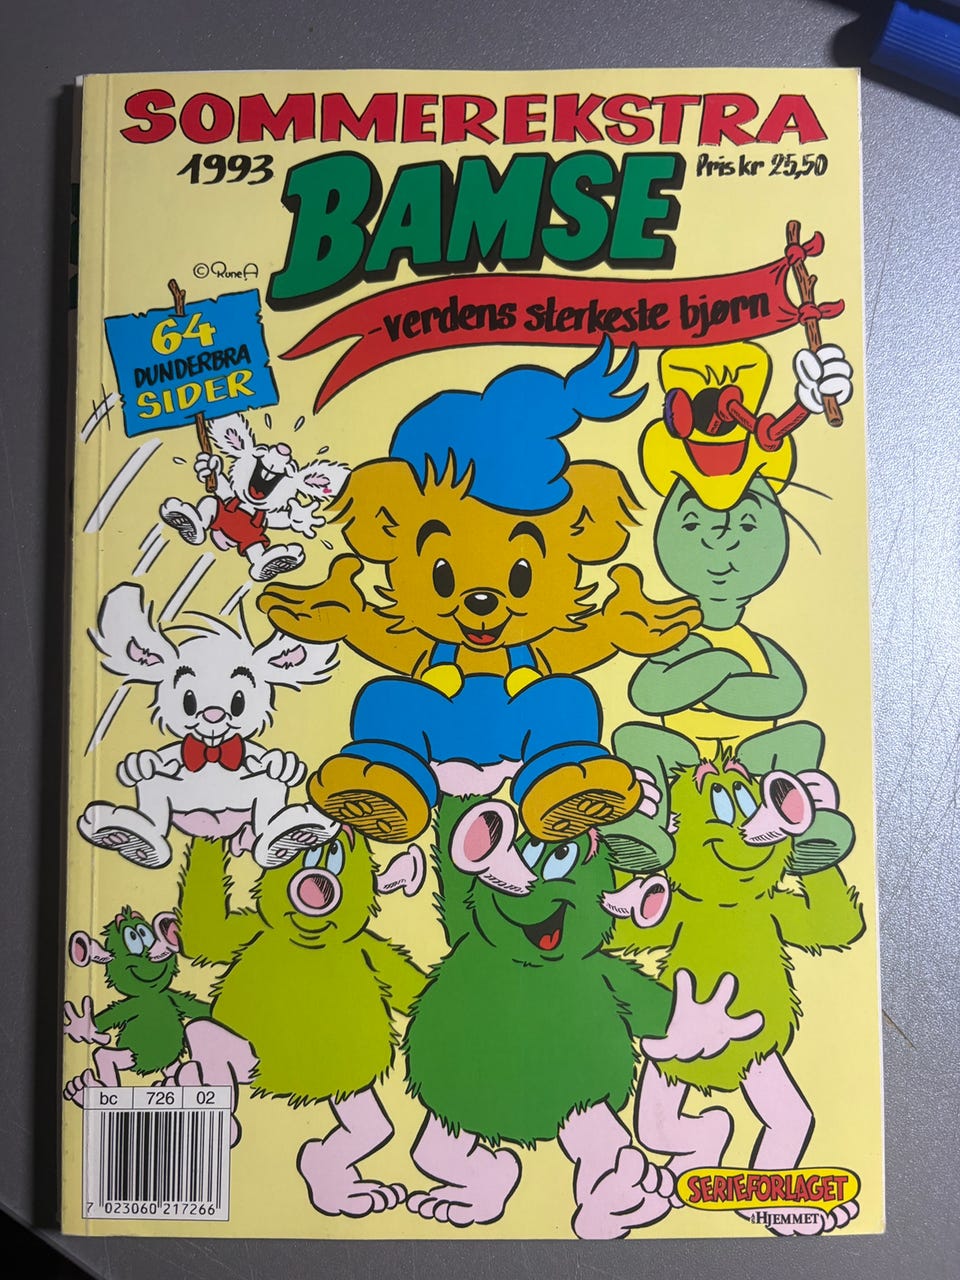 SOMMEREKSTRA
1993
BAMSE
Pris kr 25,50
© Rune A
-verdens sterkeste bjørn
64
DUNDERBRA
SIDER
bc 726 02
7 023060 217266
SERIEFORLAGET
HJEMMET